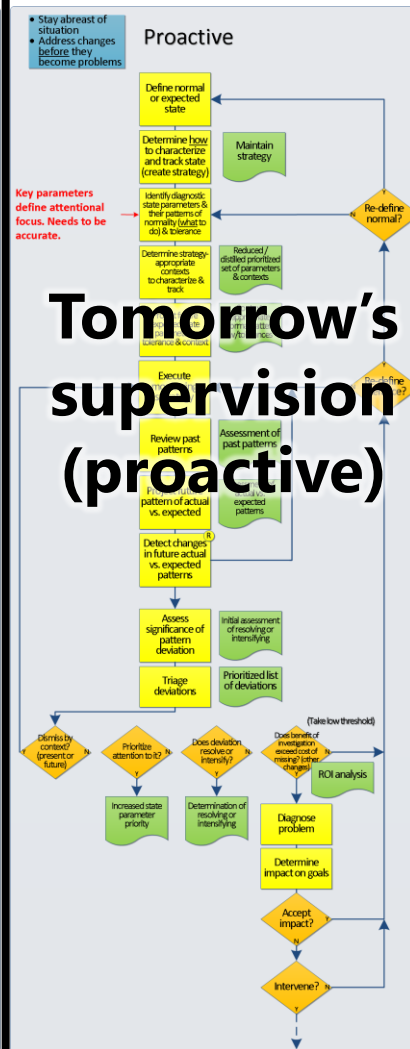 • Stay abreast of
situation
• Address changes
before they
become problems
Proactive
Define normal
or expected
state
Determine how
to characterize
and track state
(create strategy)
Maintain
strategy
Key parameters
define attentional
focus. Needs to be
accurate.
Identify diagnostic
state parameters &
their patterns of
normality (what to
do) & tolerance
Re-define
normal?
N
Y
Determine strategy-
appropriate
contexts
to characterize &
track
Reduced /
distilled prioritized
set of parameters
& contexts
Tomorrow's
supervision
(proactive)
tolerance & context
Execute
Review past
patterns
Assessment of
past patterns
pattern of actual
vs. expected
actual vs.
expected
patterns
R
Detect changes
in future actual
vs. expected
patterns
Assess
significance of
pattern
deviation
Initial assessment
of resolving or
intensifying
Triage
deviations
Prioritized list
of deviations
(Take low threshold)
Dismiss by
context?
(present or
future)
Y
N
Prioritize
attention to it?
N
Y
Does deviation
resolve or
intensify?
N
Y
Does benefit of
investigation
exceed cost of
missing? (other
changes)
N
Y
ROI analysis
Increased state
parameter
priority
Determination of
resolving or
intensifying
Diagnose
problem
Determine
impact on goals
Accept
impact?
Y
N
Intervene?
N
Y